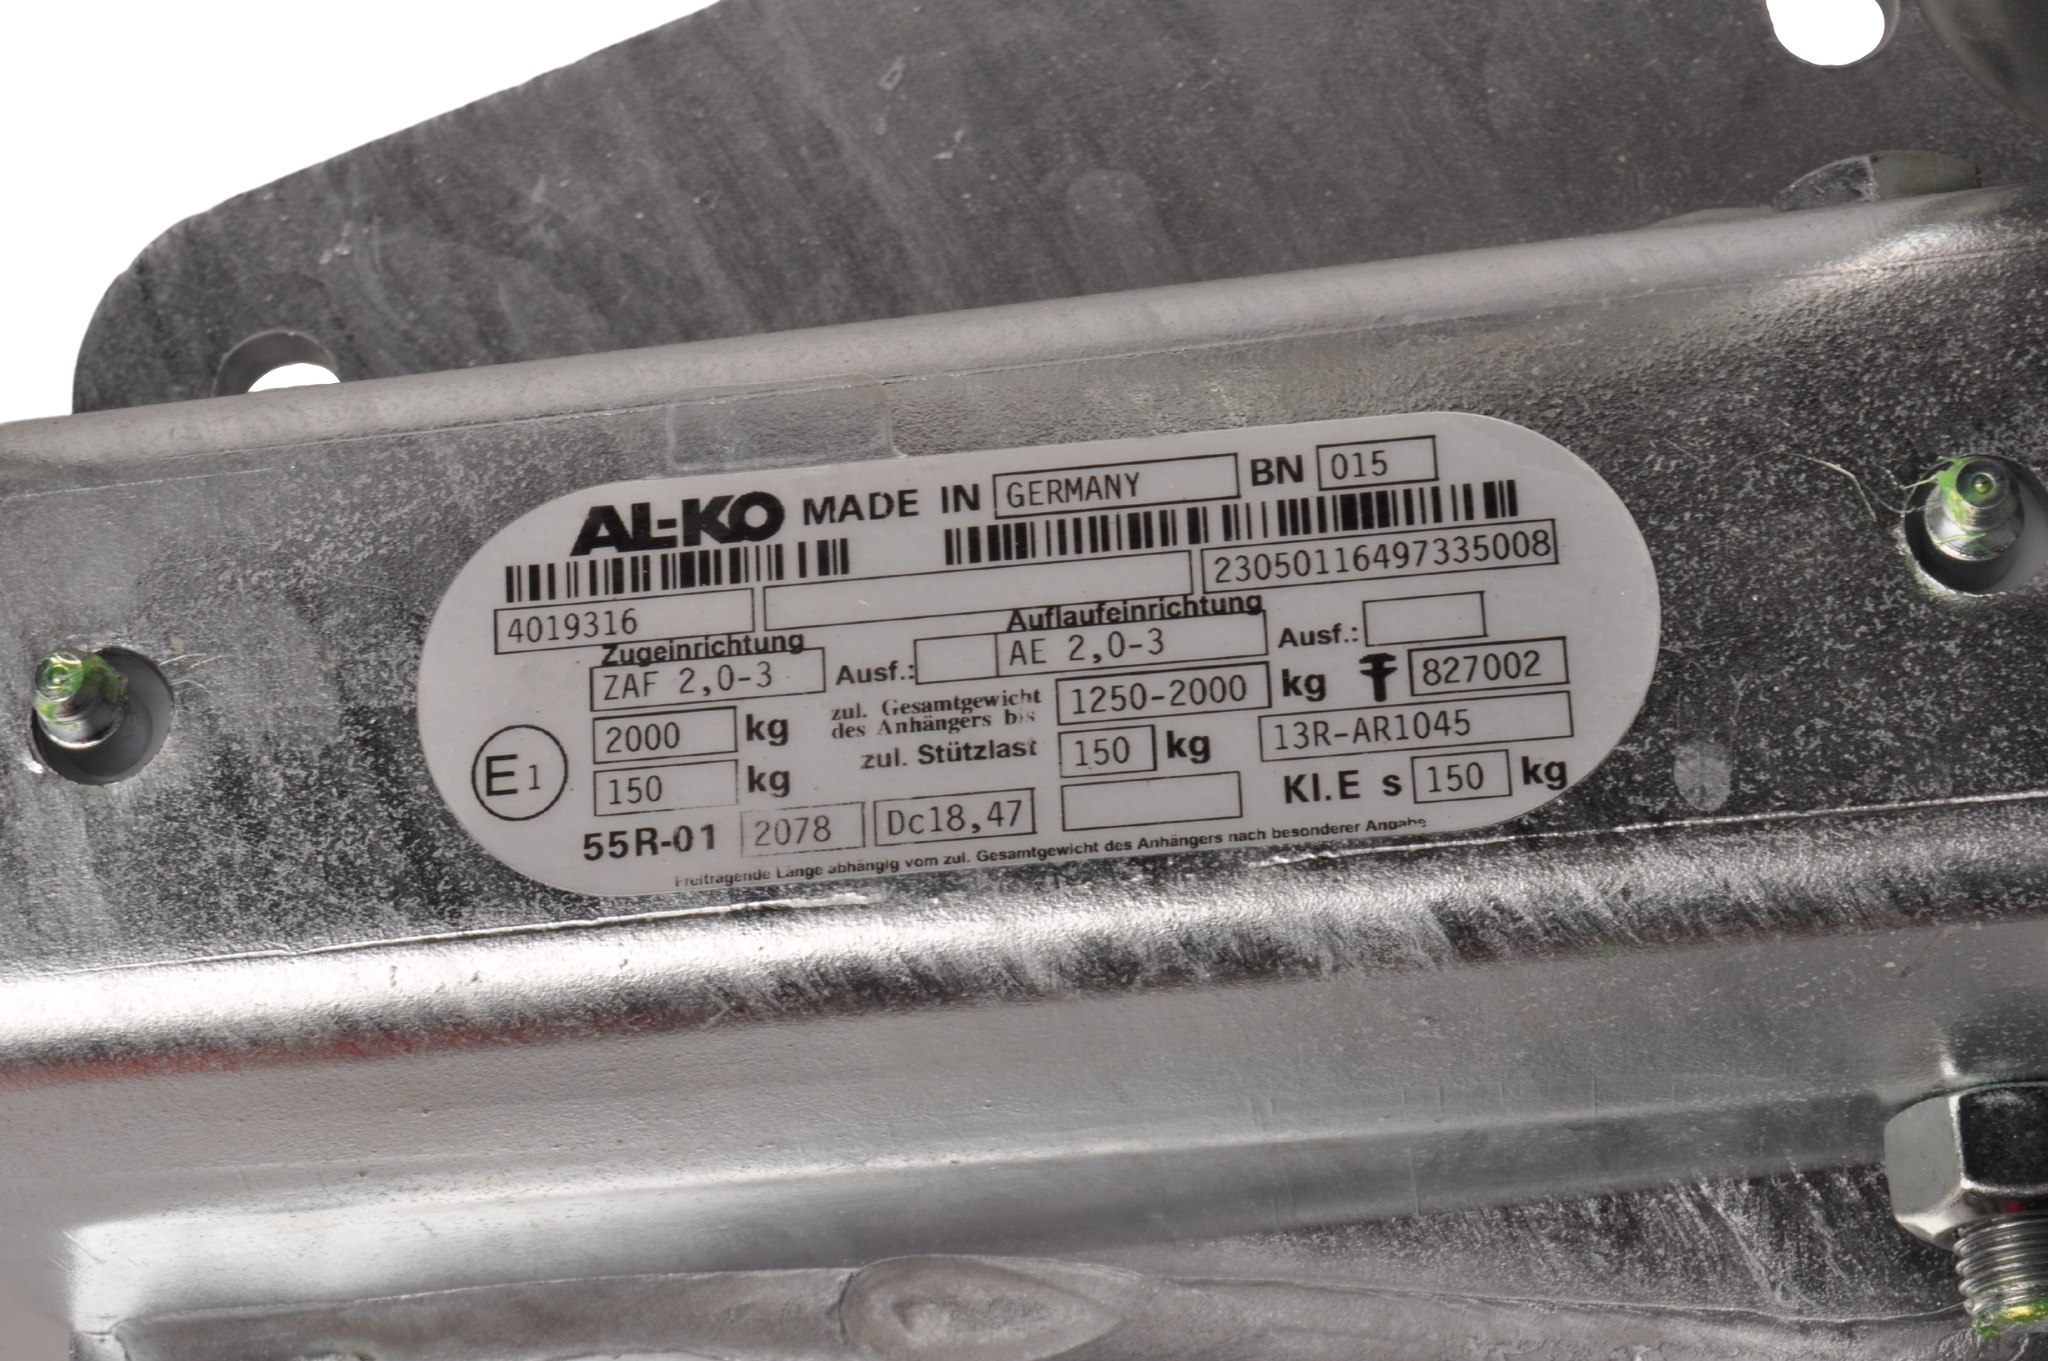 AL-KO MADE IN GERMANY BN 015
4019316 23050116497335008
Zugeinrichtung Auflaufeinrichtung
ZAF 2,0-3 Ausf.: AE 2,0-3 Ausf.:
2000 kg zul. Gesamtgewicht des Anhängers bis 1250-2000 kg 827002
E1 150 kg zul. Stützlast 150 kg 13R-AR1045
55R-01 2078 Dc18,47 Kl.E s 150 kg
Freitragende Länge abhängig vom zul. Gesamtgewicht des Anhängers nach besonderer Angabe